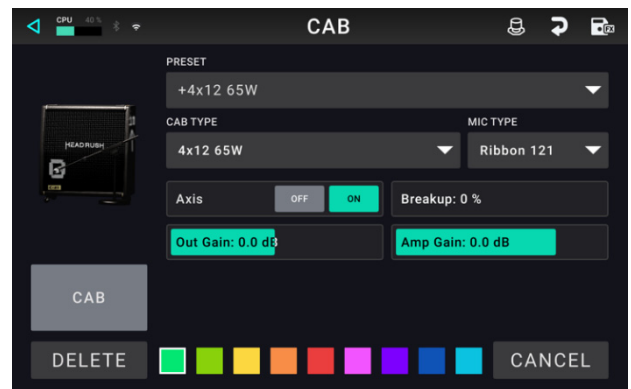 CPU 40 %
CAB
FX
PRESET
+4x12 65W
CAB TYPE
MIC TYPE
4x12 65W
Ribbon 121
HEADRUSH
Axis
OFF
ON
Breakup: 0 %
Out Gain: 0.0 dB
Amp Gain: 0.0 dB
CAB
DELETE
CANCEL